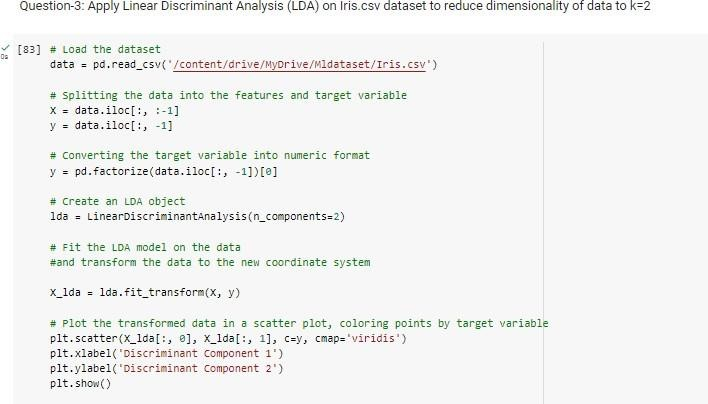 Question-3: Apply Linear Discriminant Analysis (LDA) on Iris.csv dataset to reduce dimensionality of data to k=2
[83] # Load the dataset
0s
data = pd.read_csv('/content/drive/MyDrive/Mldataset/Iris.csv')
# Splitting the data into the features and target variable
X = data.iloc[:, :-1]
y = data.iloc[:, -1]
# Converting the target variable into numeric format
y = pd.factorize(data.iloc[:, -1])[0]
# Create an LDA object
lda = LinearDiscriminantAnalysis(n_components=2)
# Fit the LDA model on the data
#and transform the data to the new coordinate system
X_lda = lda.fit_transform(X, y)
# Plot the transformed data in a scatter plot, coloring points by target variable
plt.scatter(X_lda[:, 0], X_lda[:, 1], c=y, cmap='viridis')
plt.xlabel('Discriminant Component 1')
plt.ylabel('Discriminant Component 2')
plt.show()